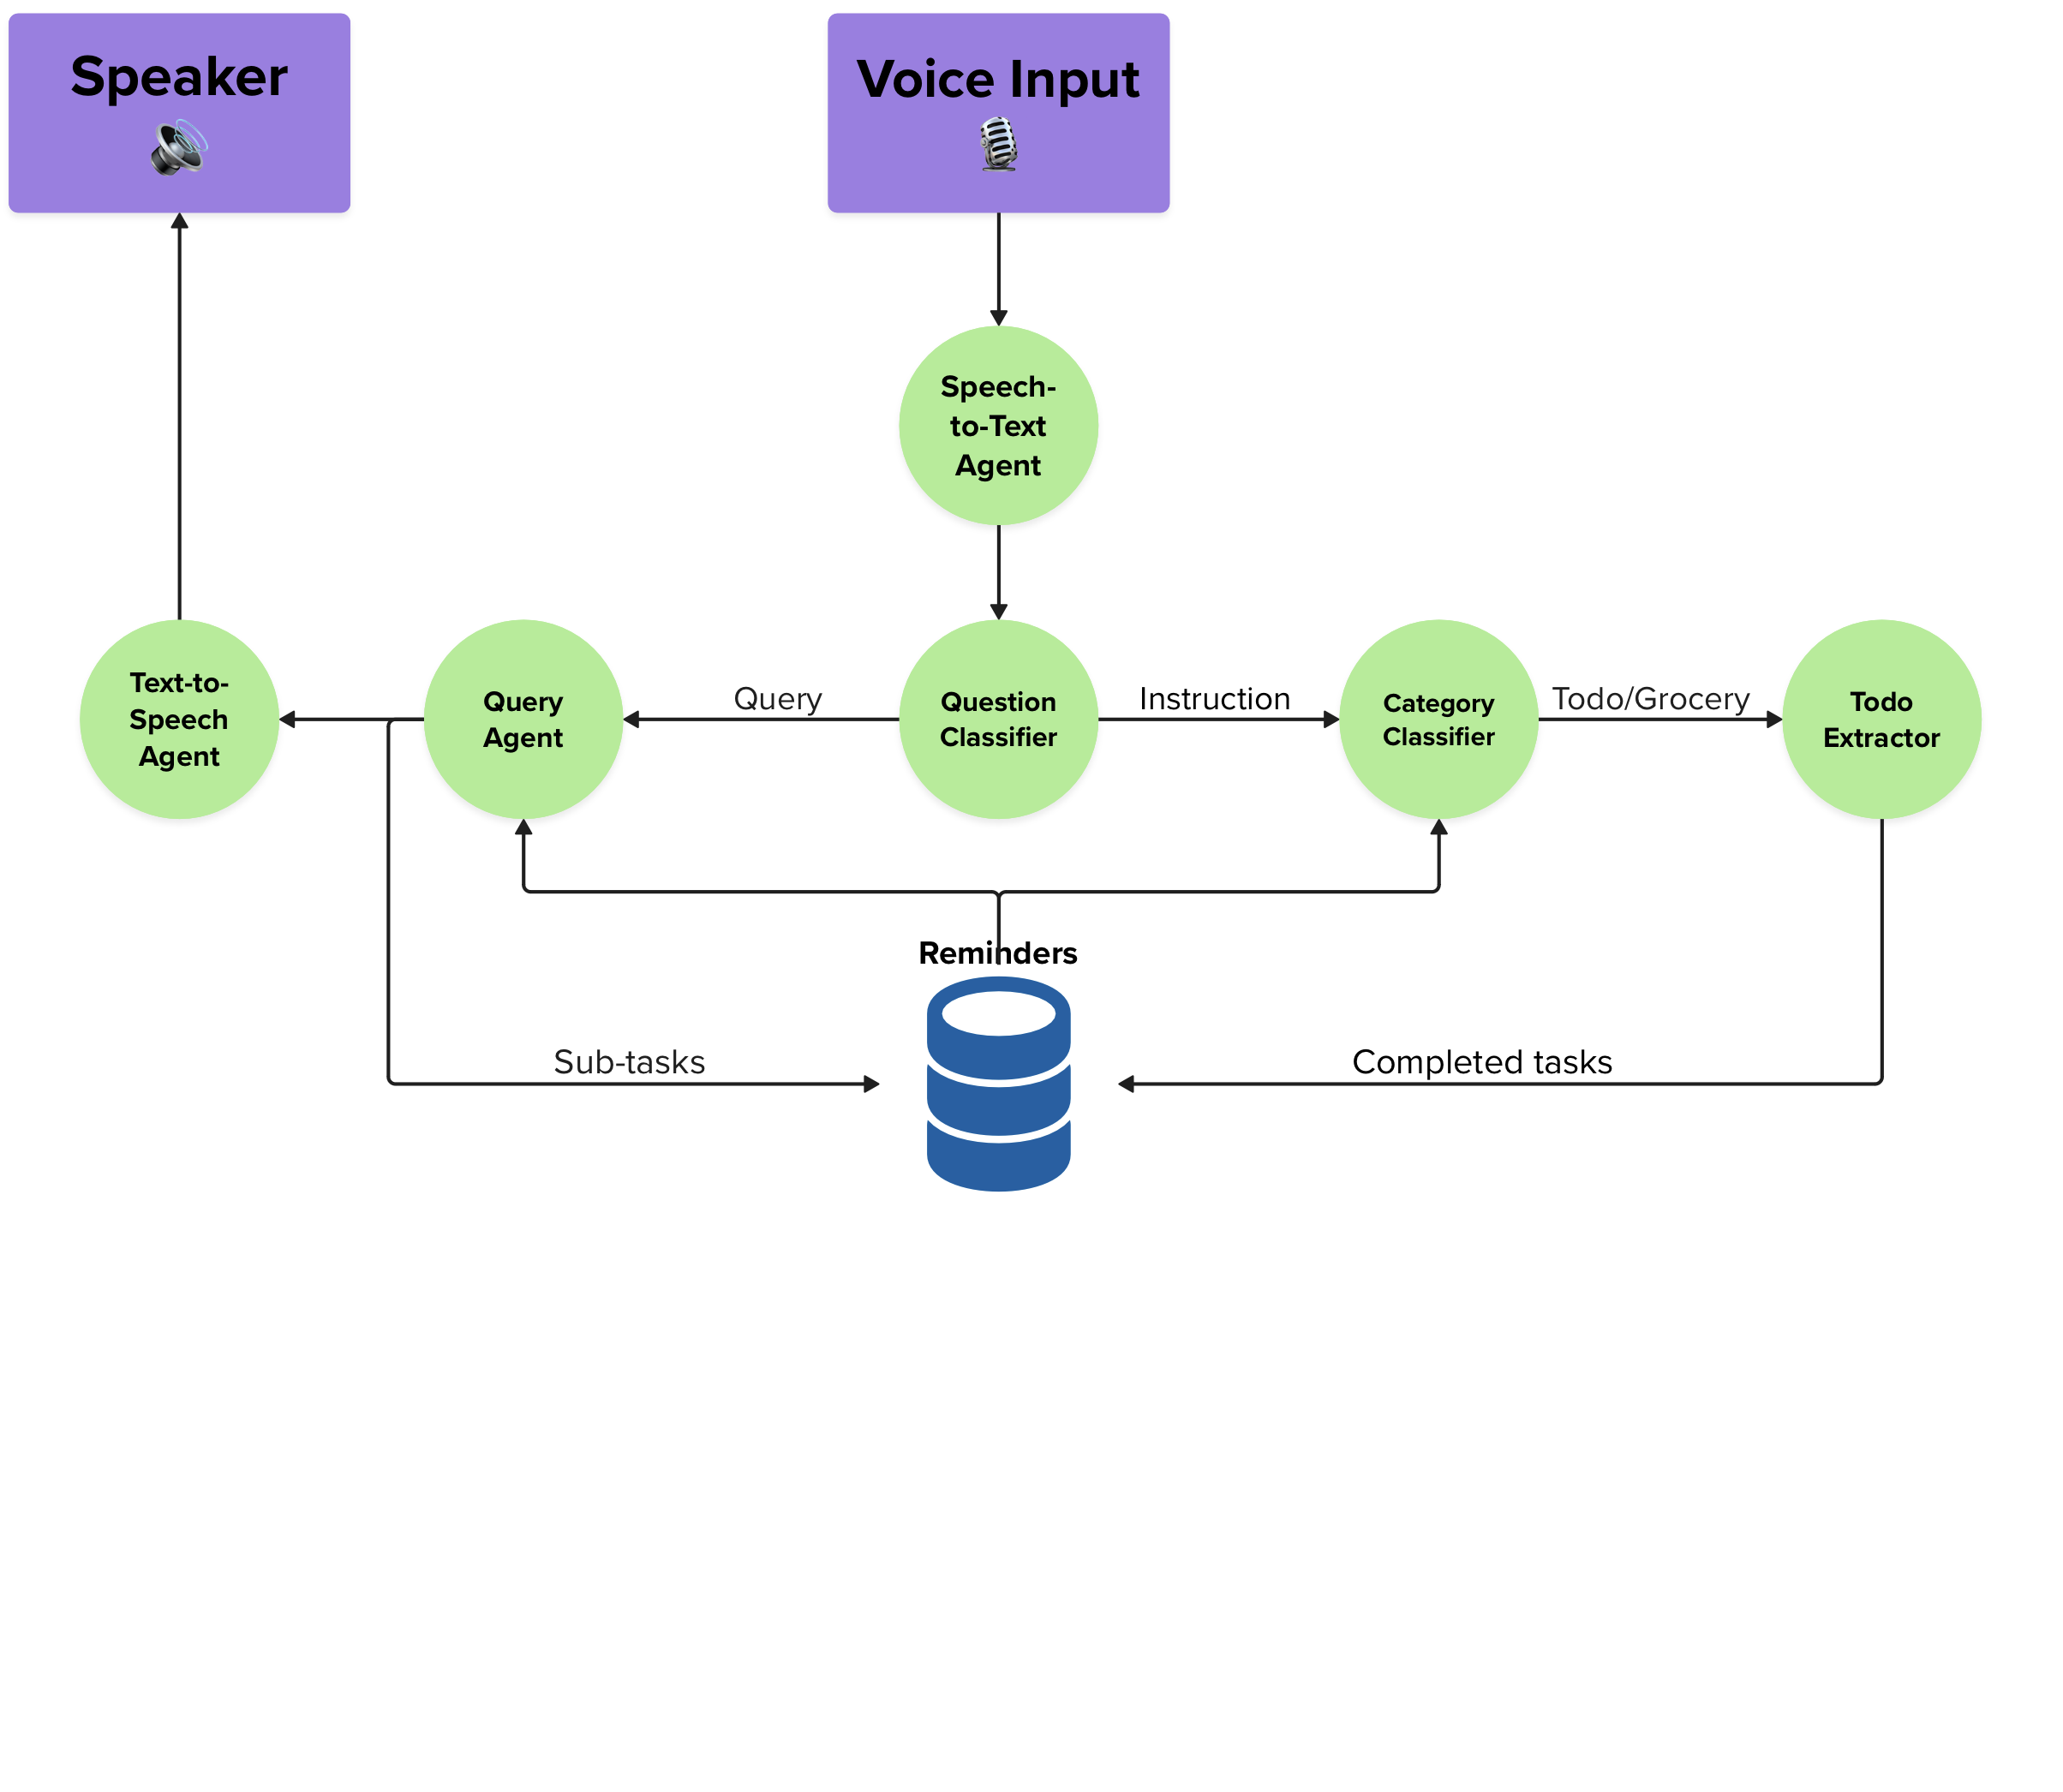 Speaker
Voice Input
Speech-
to-Text
Agent
Text-to-
Speech
Agent
Query
Agent
Query
Question
Classifier
Instruction
Category
Classifier
Todo/Grocery
Todo
Extractor
Reminders
Sub-tasks
Completed tasks